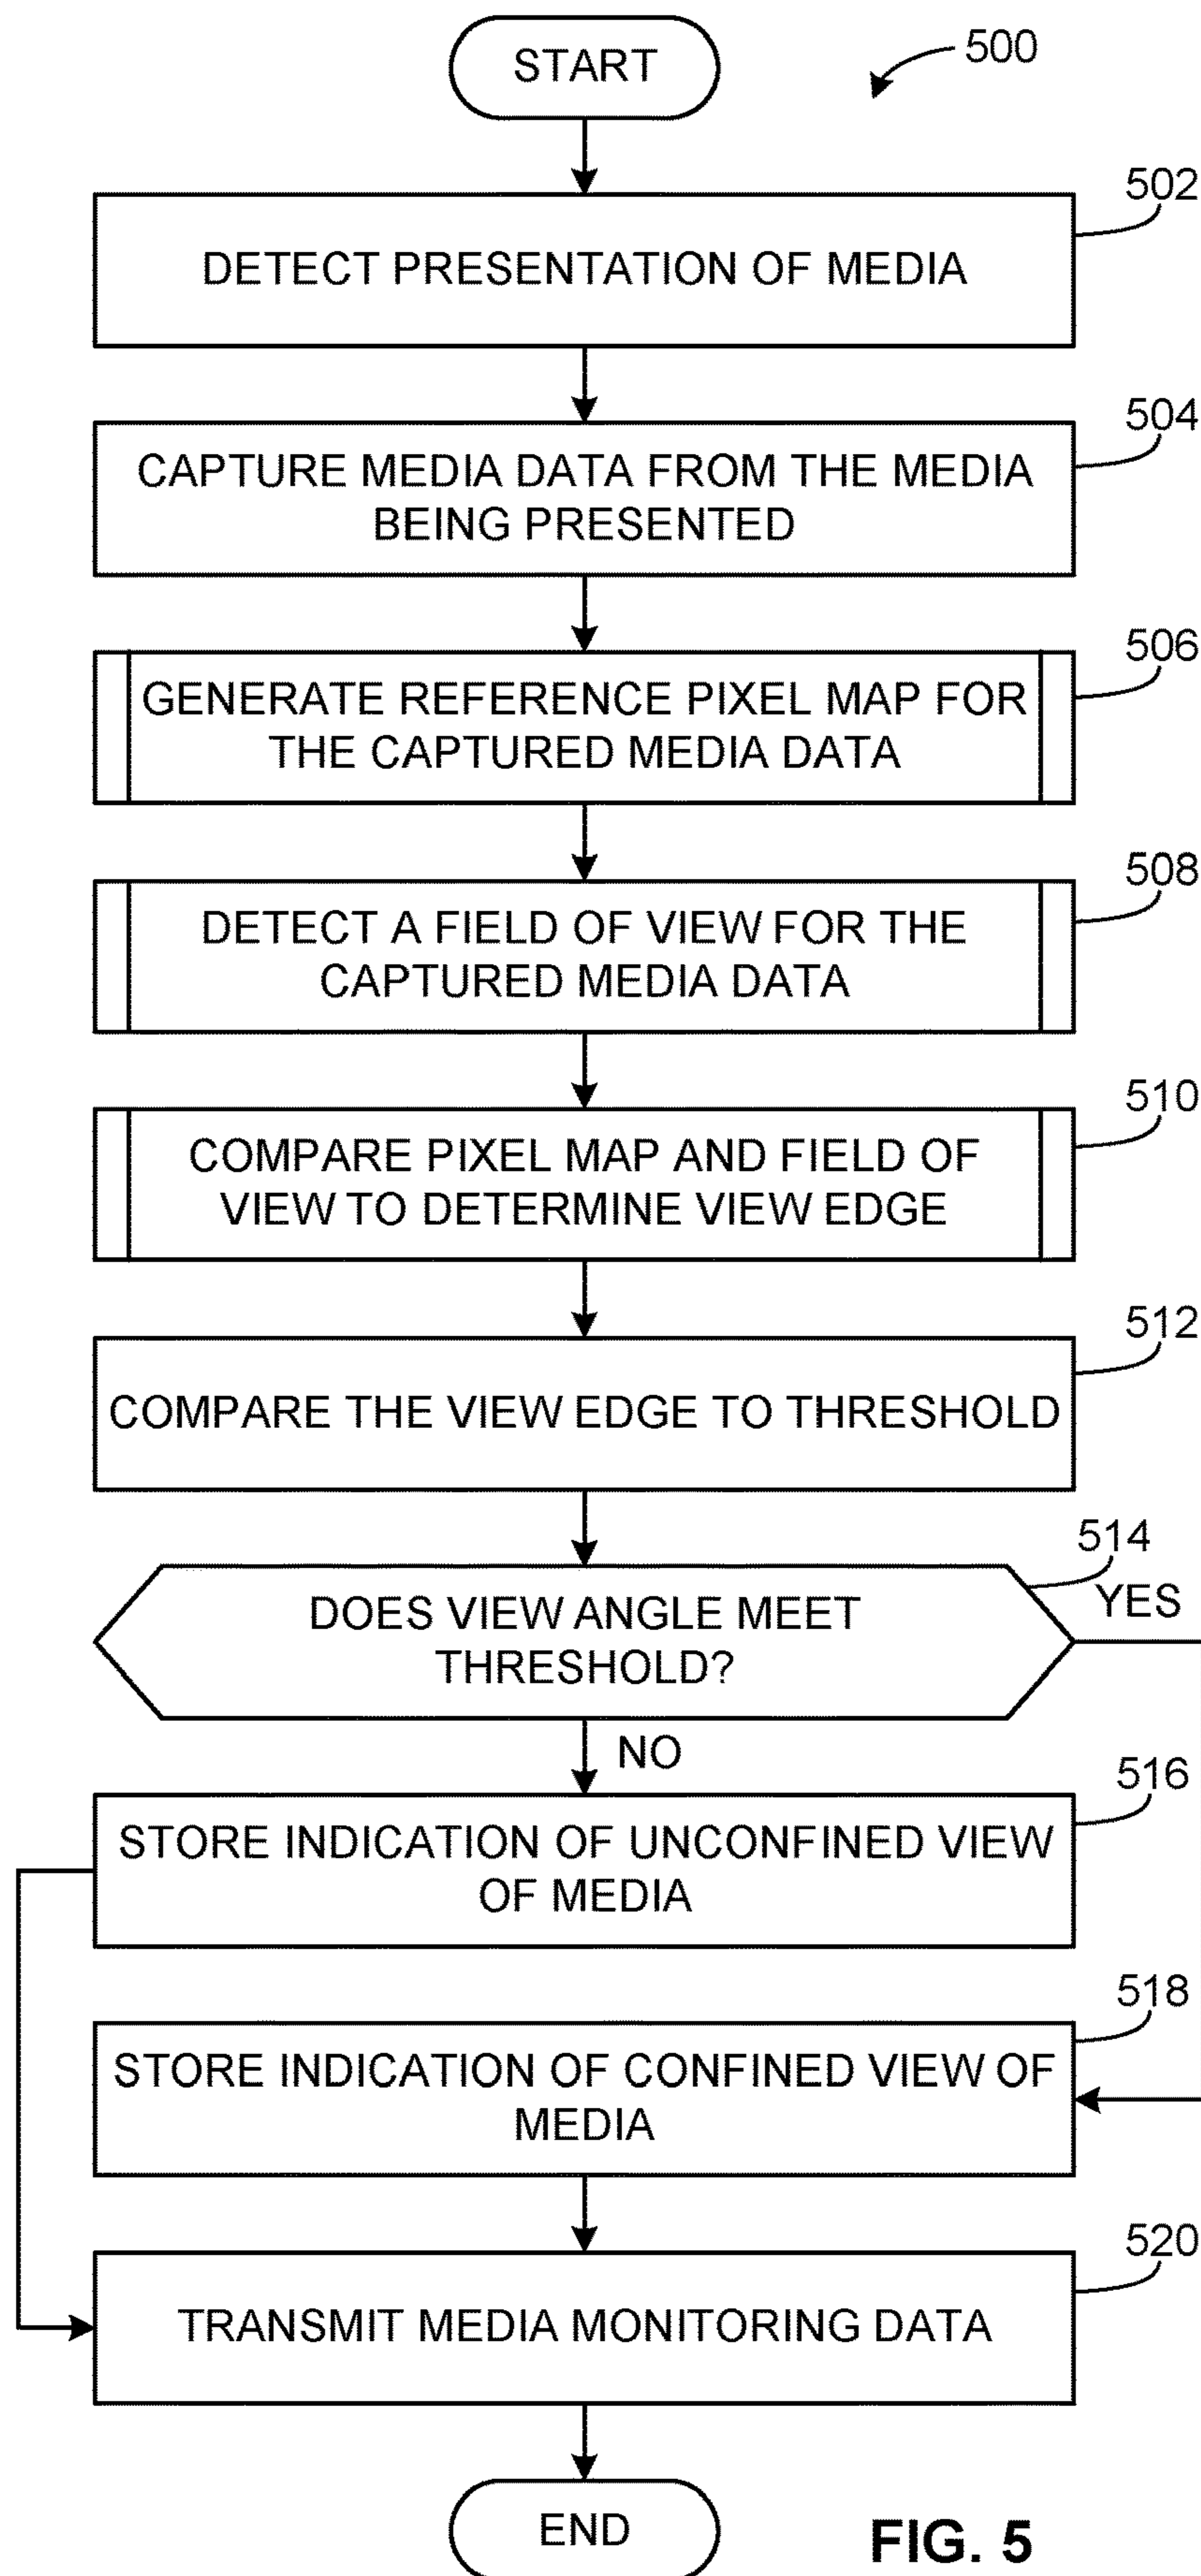 START
500
502
DETECT PRESENTATION OF MEDIA
504
CAPTURE MEDIA DATA FROM THE MEDIA
BEING PRESENTED
506
GENERATE REFERENCE PIXEL MAP FOR
THE CAPTURED MEDIA DATA
508
DETECT A FIELD OF VIEW FOR THE
CAPTURED MEDIA DATA
510
COMPARE PIXEL MAP AND FIELD OF
VIEW TO DETERMINE VIEW EDGE
512
COMPARE THE VIEW EDGE TO THRESHOLD
514
YES
DOES VIEW ANGLE MEET
THRESHOLD?
NO
516
STORE INDICATION OF UNCONFINED VIEW
OF MEDIA
518
STORE INDICATION OF CONFINED VIEW OF
MEDIA
520
TRANSMIT MEDIA MONITORING DATA
END
FIG. 5